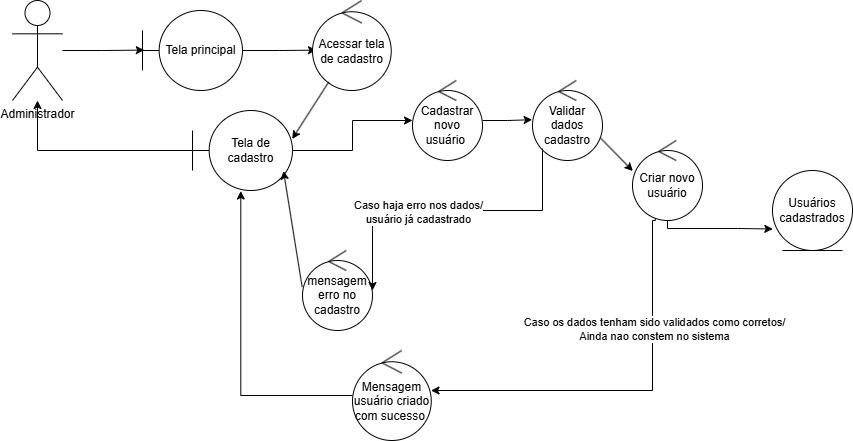 Administrador
Tela principal
Acessar tela
de cadastro
Tela de
cadastro
Cadastrar
novo
usuário
Validar
dados
cadastro
Criar novo
usuário
Usuários
cadastrados
Caso haja erro nos dados/
usuário já cadastrado
mensagem
erro no
cadastro
Caso os dados tenham sido validados como corretos/
Ainda nao constem no sistema
Mensagem
usuário criado
com sucesso